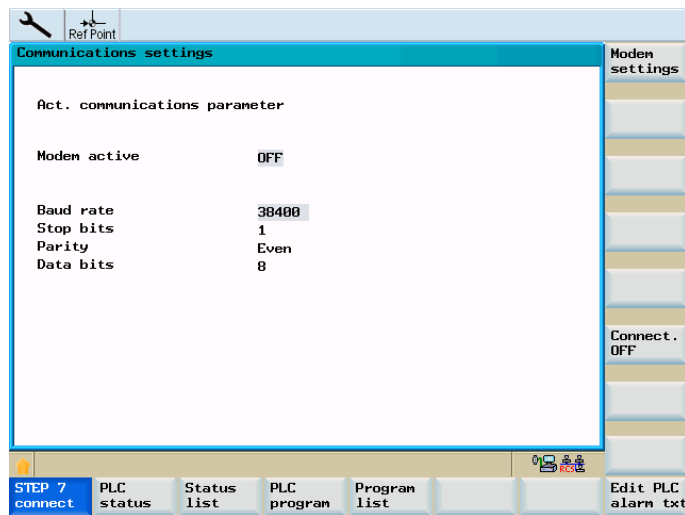 Ref Point
Communications settings
Modem settings
Act. communications parameter
Modem active OFF
Baud rate 38400
Stop bits 1
Parity Even
Data bits 8
Connect. OFF
RCS
STEP 7 connect
PLC status
Status list
PLC program
Program list
Edit PLC alarm txt